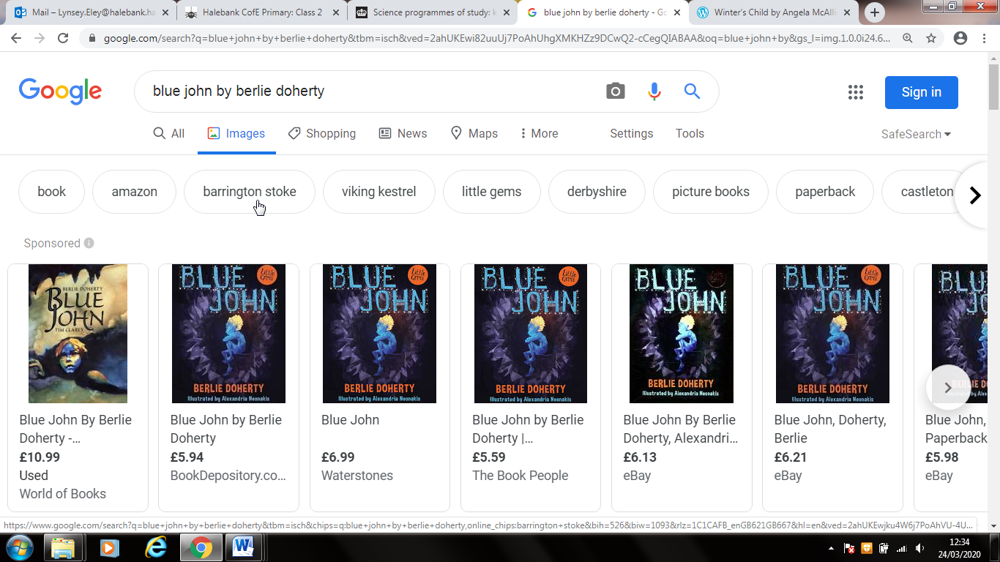 Mail – Lynsey.Eley@halebank.ha
Halebank CofE Primary: Class 2
Science programmes of study: k
blue john by berlie doherty - Go
Winter's Child by Angela McAlli
google.com/search?q=blue+john+by+berlie+doherty&tbm=isch&ved=2ahUKEwi82uuUj7PoAhUhgXMKHZz9DCwQ2-cCegQIABAA&oq=blue+john+by&gs_l=img.1.0.0i24.6...
Google
blue john by berlie doherty
Sign in
All Images Shopping News Maps More Settings Tools
SafeSearch
book amazon barrington stoke viking kestrel little gems derbyshire picture books paperback castleton
Sponsored
BERLIE DOHERTY
BLUE JOHN
TIM CLAREY
BLUE JOHN
Little Gems
BERLIE DOHERTY
Illustrated by Alexandria Neonakis
BLUE JOHN
Little Gems
BERLIE DOHERTY
Illustrated by Alexandria Neonakis
BLUE JOHN
Little Gems
BERLIE DOHERTY
Illustrated by Alexandria Neonakis
BLUE JOHN
BERLIE DOHERTY
Illustrated by Alexandria Neonakis
BLUE JOHN
Little Gems
BERLIE DOHERTY
Illustrated by Alexandria Neonakis
Blue John By Berlie
Doherty -...
£10.99
Used
World of Books
Blue John by Berlie
Doherty
£5.94
BookDepository.co...
Blue John
£6.99
Waterstones
Blue John by Berlie
Doherty |...
£5.59
The Book People
Blue John By Berlie
Doherty, Alexandri...
£6.13
eBay
Blue John, Doherty,
Berlie
£6.21
eBay
Blue John,
Paperback
£5.98
eBay
https://www.google.com/search?q=blue+john+by+berlie+doherty&tbm=isch&chips=q:blue+john+by+berlie+doherty,online_chips:barrington+stoke&bih=526&biw=1093&rlz=1C1CAFB_enGB621GB667&hl=en&ved=2ahUKEwjku4W6j7PoAhVU-4U...
12:34
24/03/2020